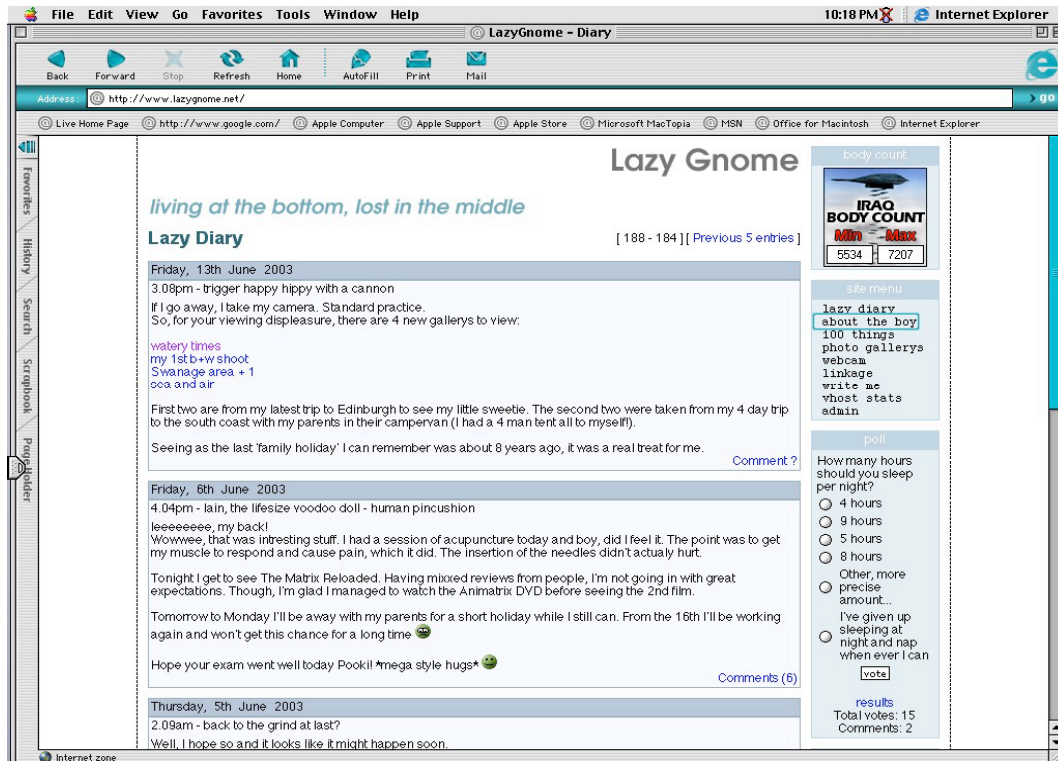 File Edit View Go Favorites Tools Window Help 10:18 PM Internet Explorer
LazyGnome - Diary
Back Forward Stop Refresh Home AutoFill Print Mail
Address: http://www.lazygnome.net/ go
Live Home Page http://www.google.com/ Apple Computer Apple Support Apple Store Microsoft MacTopia MSN Office for Macintosh Internet Explorer
Favorites
History
Search
Scrapbook
Page Holder
Lazy Gnome
living at the bottom, lost in the middle
Lazy Diary [ 188 - 184 ] [ Previous 5 entries ]
Friday, 13th June 2003
3.08pm - trigger happy hippy with a cannon
If I go away, I take my camera. Standard practice.
So, for your viewing displeasure, there are 4 new gallerys to view:
watery times
my 1st b+w shoot
Swanage area + 1
sea and air
First two are from my latest trip to Edinburgh to see my little sweetie. The second two were taken from my 4 day trip
to the south coast with my parents in their campervan (I had a 4 man tent all to myself!).
Seeing as the last 'family holiday' I can remember was about 8 years ago, it was a real treat for me.
Comment ?
Friday, 6th June 2003
4.04pm - Iain, the lifesize voodoo doll - human pincushion
Ieeeeeeee, my back!
Wowwee, that was intresting stuff. I had a session of acupuncture today and boy, did I feel it. The point was to get
my muscle to respond and cause pain, which it did. The insertion of the needles didn't actualy hurt.
Tonight I get to see The Matrix Reloaded. Having mixxed reviews from people, I'm not going in with great
expectations. Though, I'm glad I managed to watch the Animatrix DVD before seeing the 2nd film.
Tomorrow to Monday I'll be away with my parents for a short holiday while I still can. From the 16th I'll be working
again and won't get this chance for a long time
Hope your exam went well today Pooki! *mega style hugs*
Comments (6)
Thursday, 5th June 2003
2.09am - back to the grind at last?
Well, I hope so and it looks like it might happen soon.
body count
IRAQ
BODY COUNT
Min Max
5534 7207
site menu
lazy diary
about the boy
100 things
photo gallerys
webcam
linkage
write me
vhost stats
admin
poll
How many hours
should you sleep
per night?
4 hours
9 hours
5 hours
8 hours
Other, more
precise
amount...
I've given up
sleeping at
night and nap
when ever I can
vote
results
Total votes: 15
Comments: 2
Internet zone